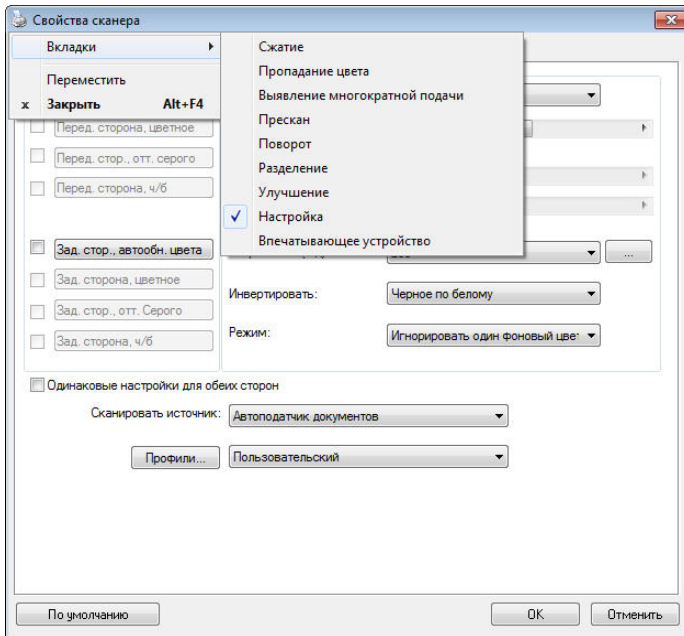 Свойства сканера
Вкладки
Переместить
x Закрыть Alt+F4
Сжатие
Пропадание цвета
Выявление многократной подачи
Прескан
Поворот
Разделение
Улучшение
Настройка
Впечатывающее устройство
Перед. сторона, цветное
Перед. стор., отт. серого
Перед. сторона, ч/б
Зад. стор., автообн. цвета
...
Зад. сторона, цветное
Зад. стор., отт. Серого
Зад. сторона, ч/б
Инвертировать: Черное по белому
Режим: Игнорировать один фоновый цве
Одинаковые настройки для обеих сторон
Сканировать источник: Автоподатчик документов
Профили... Пользовательский
По умолчанию OK Отменить